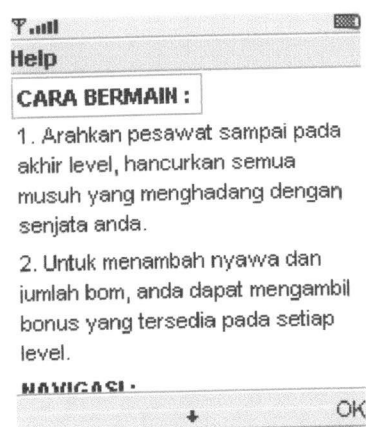 Help
CARA BERMAIN :
1. Arahkan pesawat sampai pada
akhir level, hancurkan semua
musuh yang menghadang dengan
senjata anda.
2. Untuk menambah nyawa dan
jumlah bom, anda dapat mengambil
bonus yang tersedia pada setiap
level.
NAVIGASI :
OK